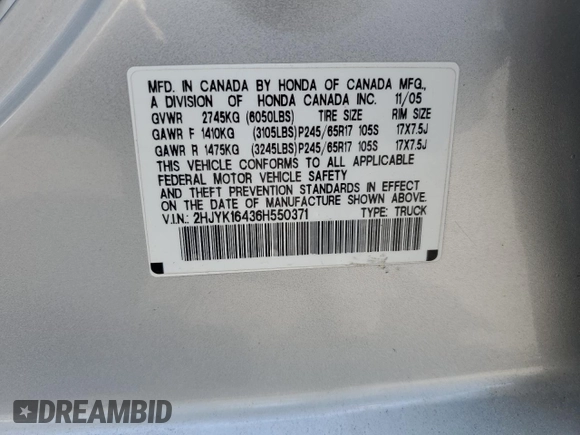 MFD. IN CANADA BY HONDA OF CANADA MFG.,
A DIVISION OF HONDA CANADA INC. 11/05
GVWR 2745KG (6050LBS) TIRE SIZE RIM SIZE
GAWR F 1410KG (3105LBS)P245/65R17 105S 17X7.5J
GAWR R 1475KG (3245LBS)P245/65R17 105S 17X7.5J
THIS VEHICLE CONFORMS TO ALL APPLICABLE
FEDERAL MOTOR VEHICLE SAFETY
AND THEFT PREVENTION STANDARDS IN EFFECT
ON THE DATE OF MANUFACTURE SHOWN ABOVE.
V.I.N.: 2HJYK16436H550371 TYPE: TRUCK
DREAMBID